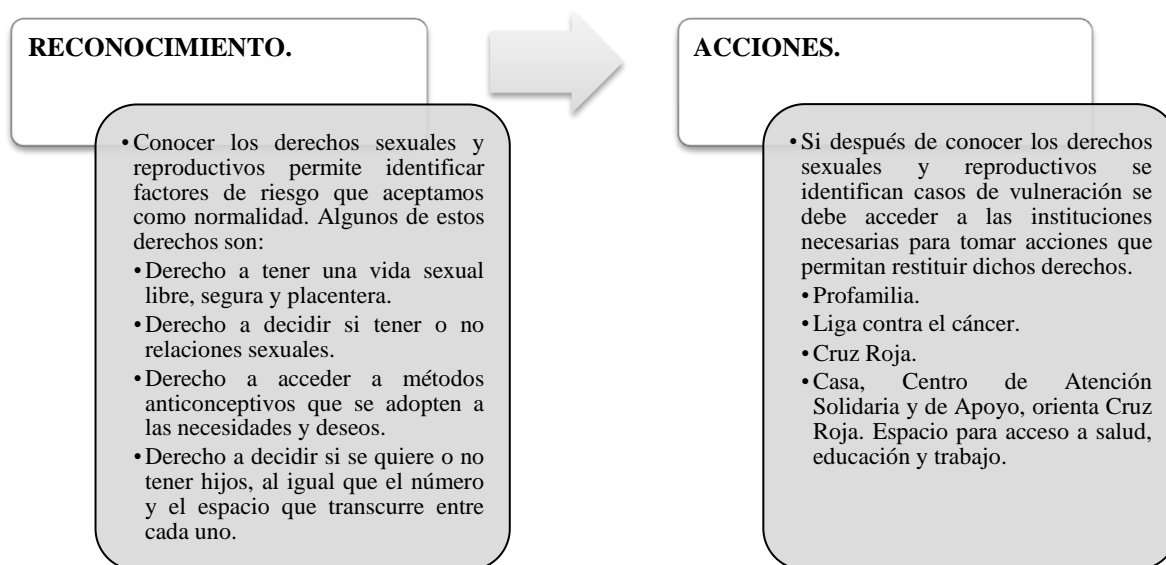 RECONOCIMIENTO.
• Conocer los derechos sexuales y
reproductivos permite identificar
factores de riesgo que aceptamos
como normalidad. Algunos de estos
derechos son:
• Derecho a tener una vida sexual
libre, segura y placentera.
• Derecho a decidir si tener o no
relaciones sexuales.
• Derecho a acceder a métodos
anticonceptivos que se adopten a
las necesidades y deseos.
• Derecho a decidir si se quiere o no
tener hijos, al igual que el número
y el espacio que transcurre entre
cada uno.
ACCIONES.
• Si después de conocer los derechos
sexuales y reproductivos se
identifican casos de vulneración se
debe acceder a las instituciones
necesarias para tomar acciones que
permitan restituir dichos derechos.
• Profamilia.
• Liga contra el cáncer.
• Cruz Roja.
• Casa, Centro de Atención
Solidaria y de Apoyo, orienta Cruz
Roja. Espacio para acceso a salud,
educación y trabajo.